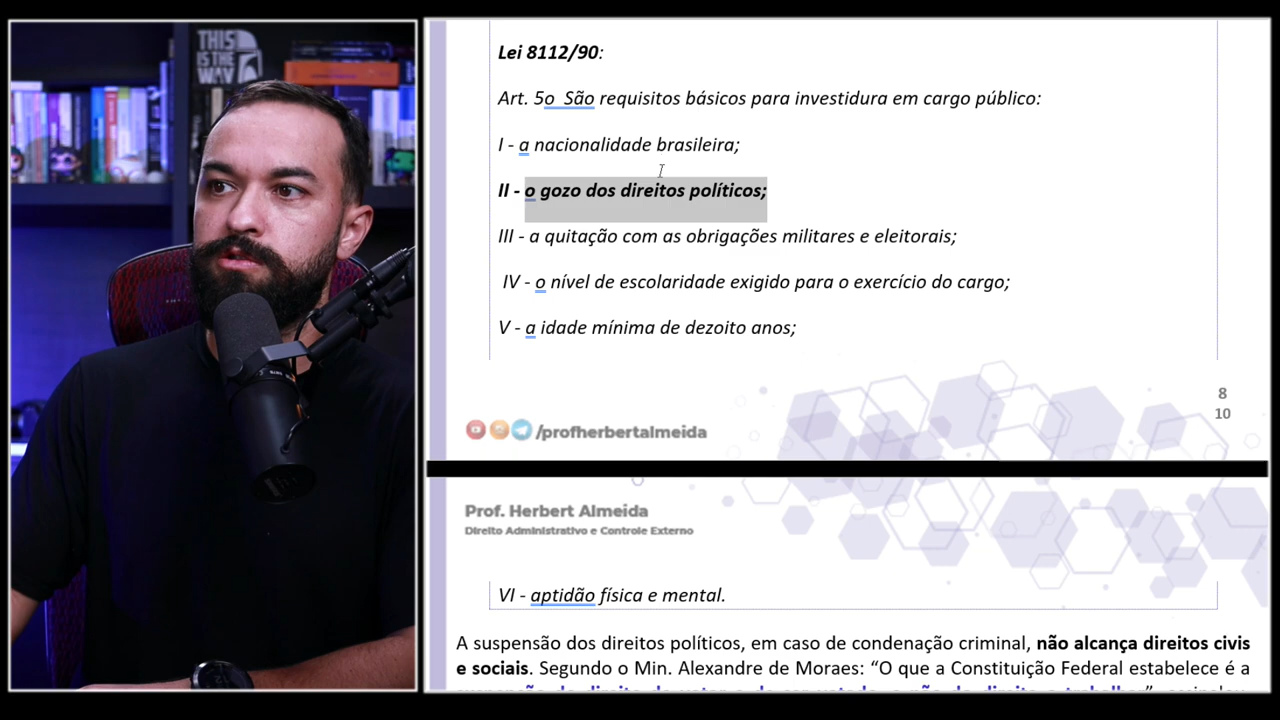 THIS
IS THE
WAY
Lei 8112/90:
Art. 5o São requisitos básicos para investidura em cargo público:
I - a nacionalidade brasileira;
II - o gozo dos direitos políticos;
III - a quitação com as obrigações militares e eleitorais;
IV - o nível de escolaridade exigido para o exercício do cargo;
V - a idade mínima de dezoito anos;
8
10
/profherbertalmeida
Prof. Herbert Almeida
Direito Administrativo e Controle Externo
VI - aptidão física e mental.
A suspensão dos direitos políticos, em caso de condenação criminal, não alcança direitos civis
e sociais. Segundo o Min. Alexandre de Moraes: “O que a Constituição Federal estabelece é a